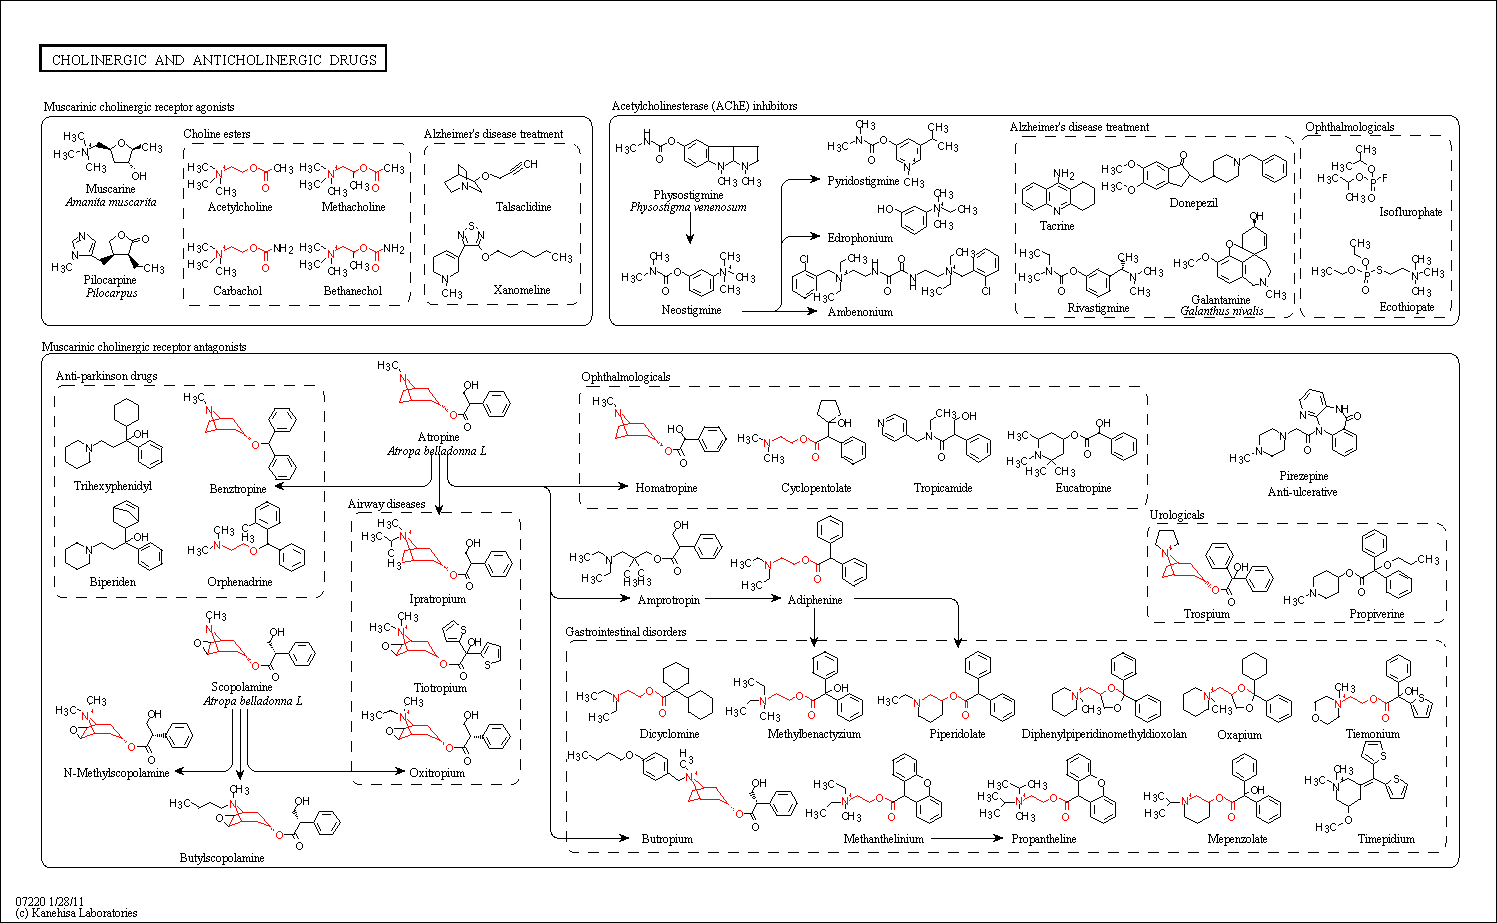 CHOLINERGIC AND ANTICHOLINERGIC DRUGS
Muscarinic cholinergic receptor agonists
Muscarine
Amanita muscarita
Pilocarpine
Pilocarpus
Choline esters
Acetylcholine
Methacholine
Carbachol
Bethanechol
Alzheimer's disease treatment
Talsaclidine
Xanomeline
Acetylcholinesterase (AChE) inhibitors
Physostigmine
Physostigma venenosum
Neostigmine
Pyridostigmine
Edrophonium
Ambenonium
Alzheimer's disease treatment
Tacrine
Donepezil
Rivastigmine
Galantamine
Galanthus nivalis
Ophthalmologicals
Isoflurophate
Ecothiopate
Muscarinic cholinergic receptor antagonists
Anti-parkinson drugs
Trihexyphenidyl
Benztropine
Biperiden
Orphenadrine
Atropine
Atropa belladonna L
Airway diseases
Ipratropium
Tiotropium
Oxitropium
Scopolamine
Atropa belladonna L
N-Methylscopolamine
Butylscopolamine
Ophthalmologicals
Homatropine
Cyclopentolate
Tropicamide
Eucatropine
Pirezepine
Anti-ulcerative
Urologicals
Trospium
Propiverine
Amprotropin
Adiphenine
Gastrointestinal disorders
Dicyclomine
Methylbenactyzium
Piperidolate
Diphenylpiperidinomethyldioxolan
Oxapium
Tiemonium
Butropium
Methanthelinium
Propantheline
Mepenzolate
Timepidium
07220 1/28/11
(c) Kanehisa Laboratories